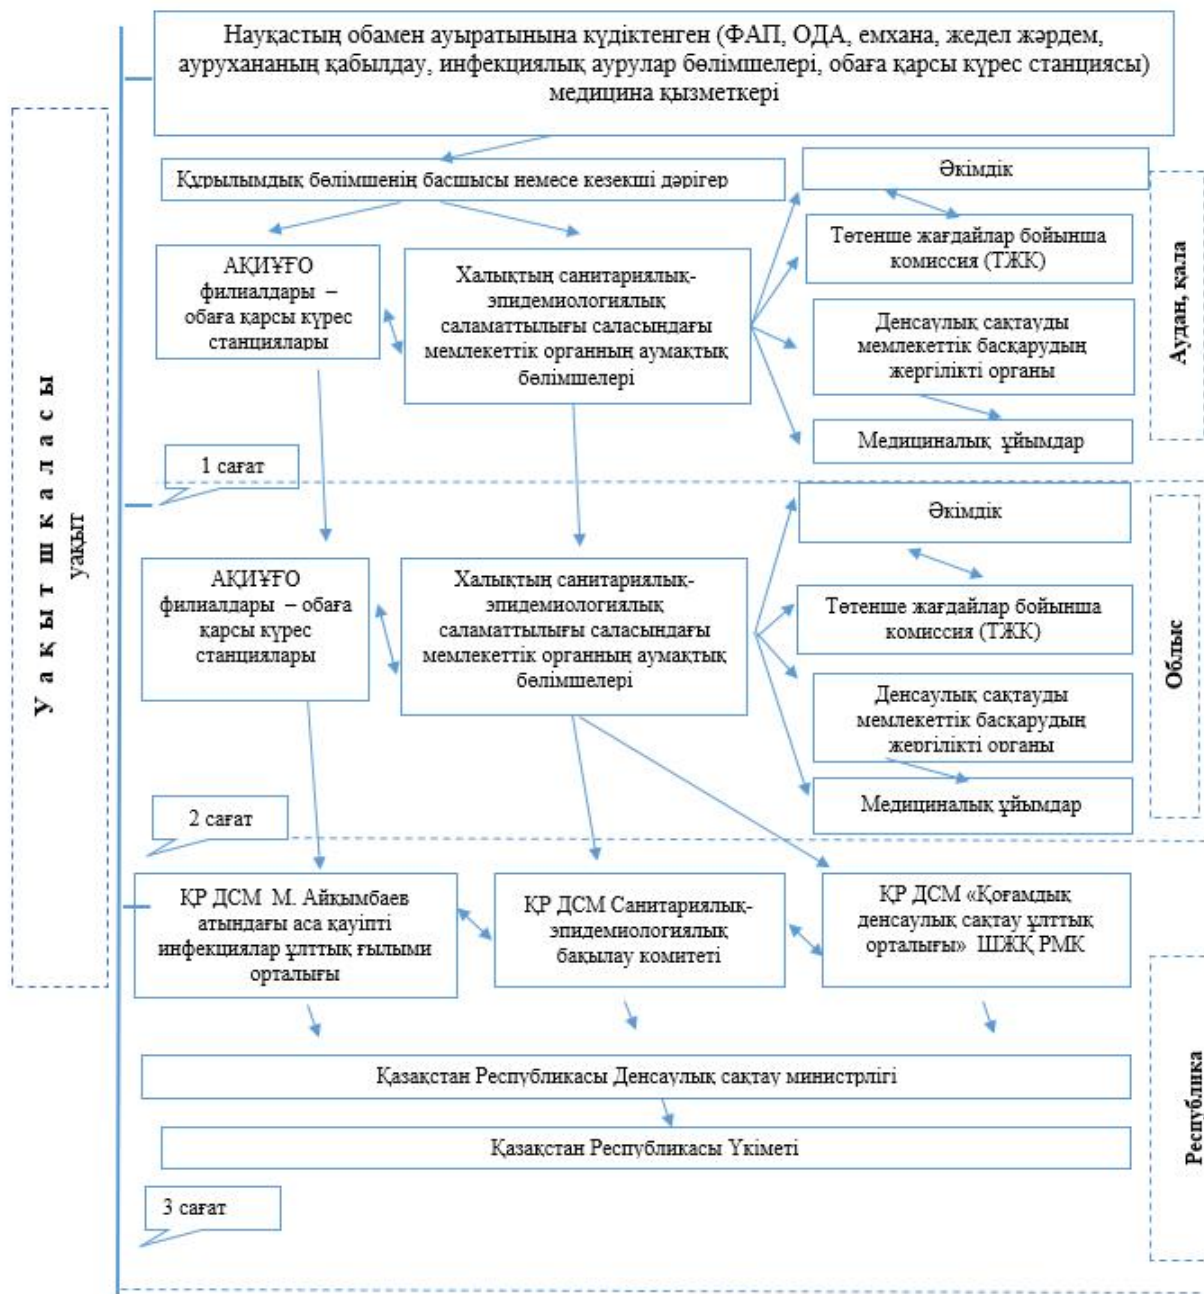 Науқастың обамен ауыратынына күдіктенген (ФАП, ОДА, емхана, жедел жәрдем,
аурухананың қабылдау, инфекциялық аурулар бөлімшелері, обаға қарсы күрес станциясы)
медицина қызметкері
Құрылымдық бөлімшенің басшысы немесе кезекші дәрігер
Әкімдік
Төтенше жағдайлар бойынша
комиссия (ТЖК)
АҚИҰҒО
филиалдары –
обаға қарсы күрес
станциялары
Халықтың санитариялық-
эпидемиологиялық
саламаттылығы саласындағы
мемлекеттік органның аумақтық
бөлімшелері
Денсаулық сақтауды
мемлекеттік басқарудың
жергілікті органы
Медициналық ұйымдар
Аудан, қала
Уақыт шкаласы
уақыт
1 сағат
Әкімдік
АҚИҰҒО
филиалдары – обаға
қарсы күрес
станциялары
Халықтың санитариялық-
эпидемиологиялық
саламаттылығы саласындағы
мемлекеттік органның аумақтық
бөлімшелері
Төтенше жағдайлар бойынша
комиссия (ТЖК)
Денсаулық сақтауды
мемлекеттік басқарудың
жергілікті органы
Медициналық ұйымдар
Облыс
2 сағат
ҚР ДСМ М. Айқымбаев
атындағы аса қауіпті
инфекциялар ұлттық ғылыми
орталығы
ҚР ДСМ Санитариялық-
эпидемиологиялық
бақылау комитеті
ҚР ДСМ «Қоғамдық
денсаулық сақтау ұлттық
орталығы» ШЖҚ РМК
Қазақстан Республикасы Денсаулық сақтау министрлігі
Қазақстан Республикасы Үкіметі
Республика
3 сағат